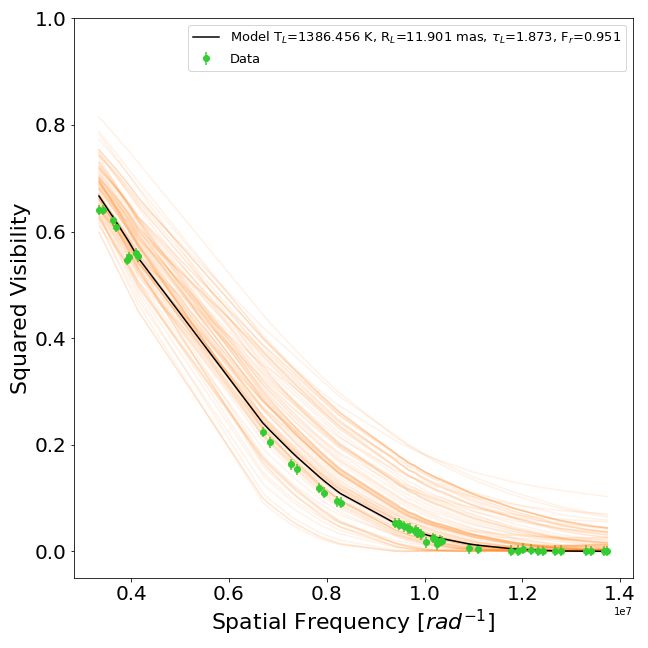 1.0
Model T_L=1386.456 K, R_L=11.901 mas, τ_L=1.873, F_r=0.951
Data
0.8
0.6
0.4
0.2
0.0
Squared Visibility
0.4 0.6 0.8 1.0 1.2 1.4
1e7
Spatial Frequency [rad⁻¹]